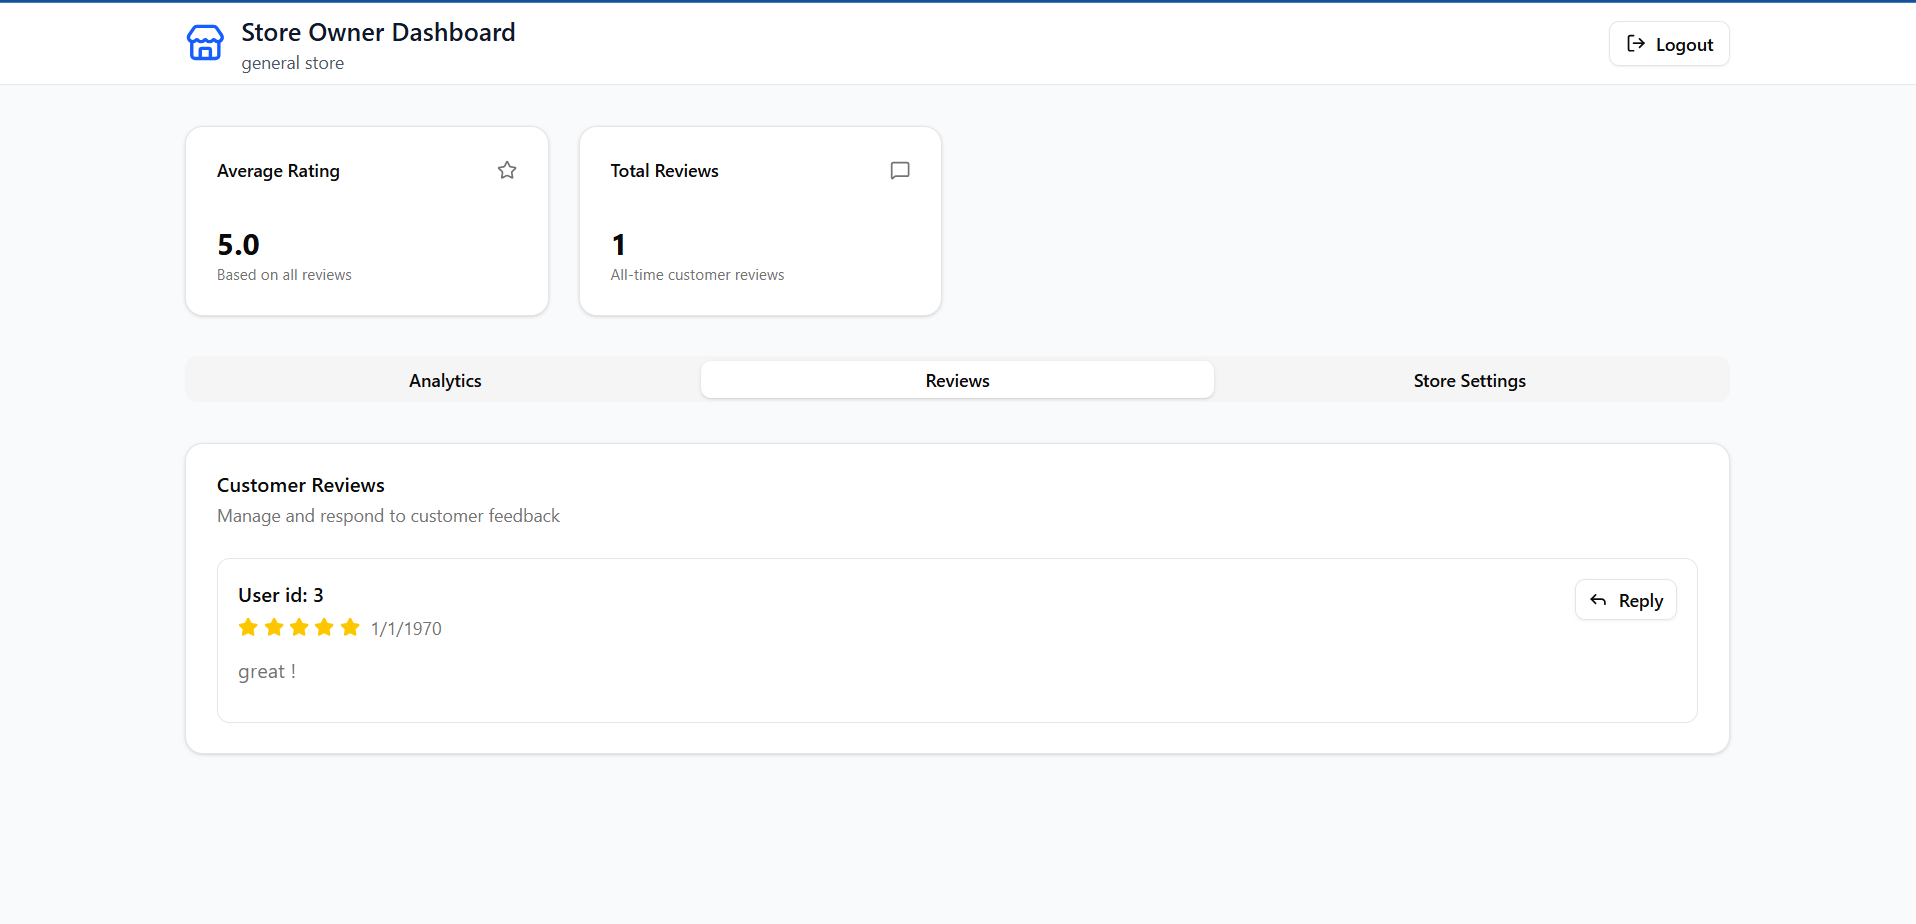 Store Owner Dashboard
general store
Logout
Average Rating
5.0
Based on all reviews
Total Reviews
1
All-time customer reviews
Analytics
Reviews
Store Settings
Customer Reviews
Manage and respond to customer feedback
User id: 3
1/1/1970
great !
Reply